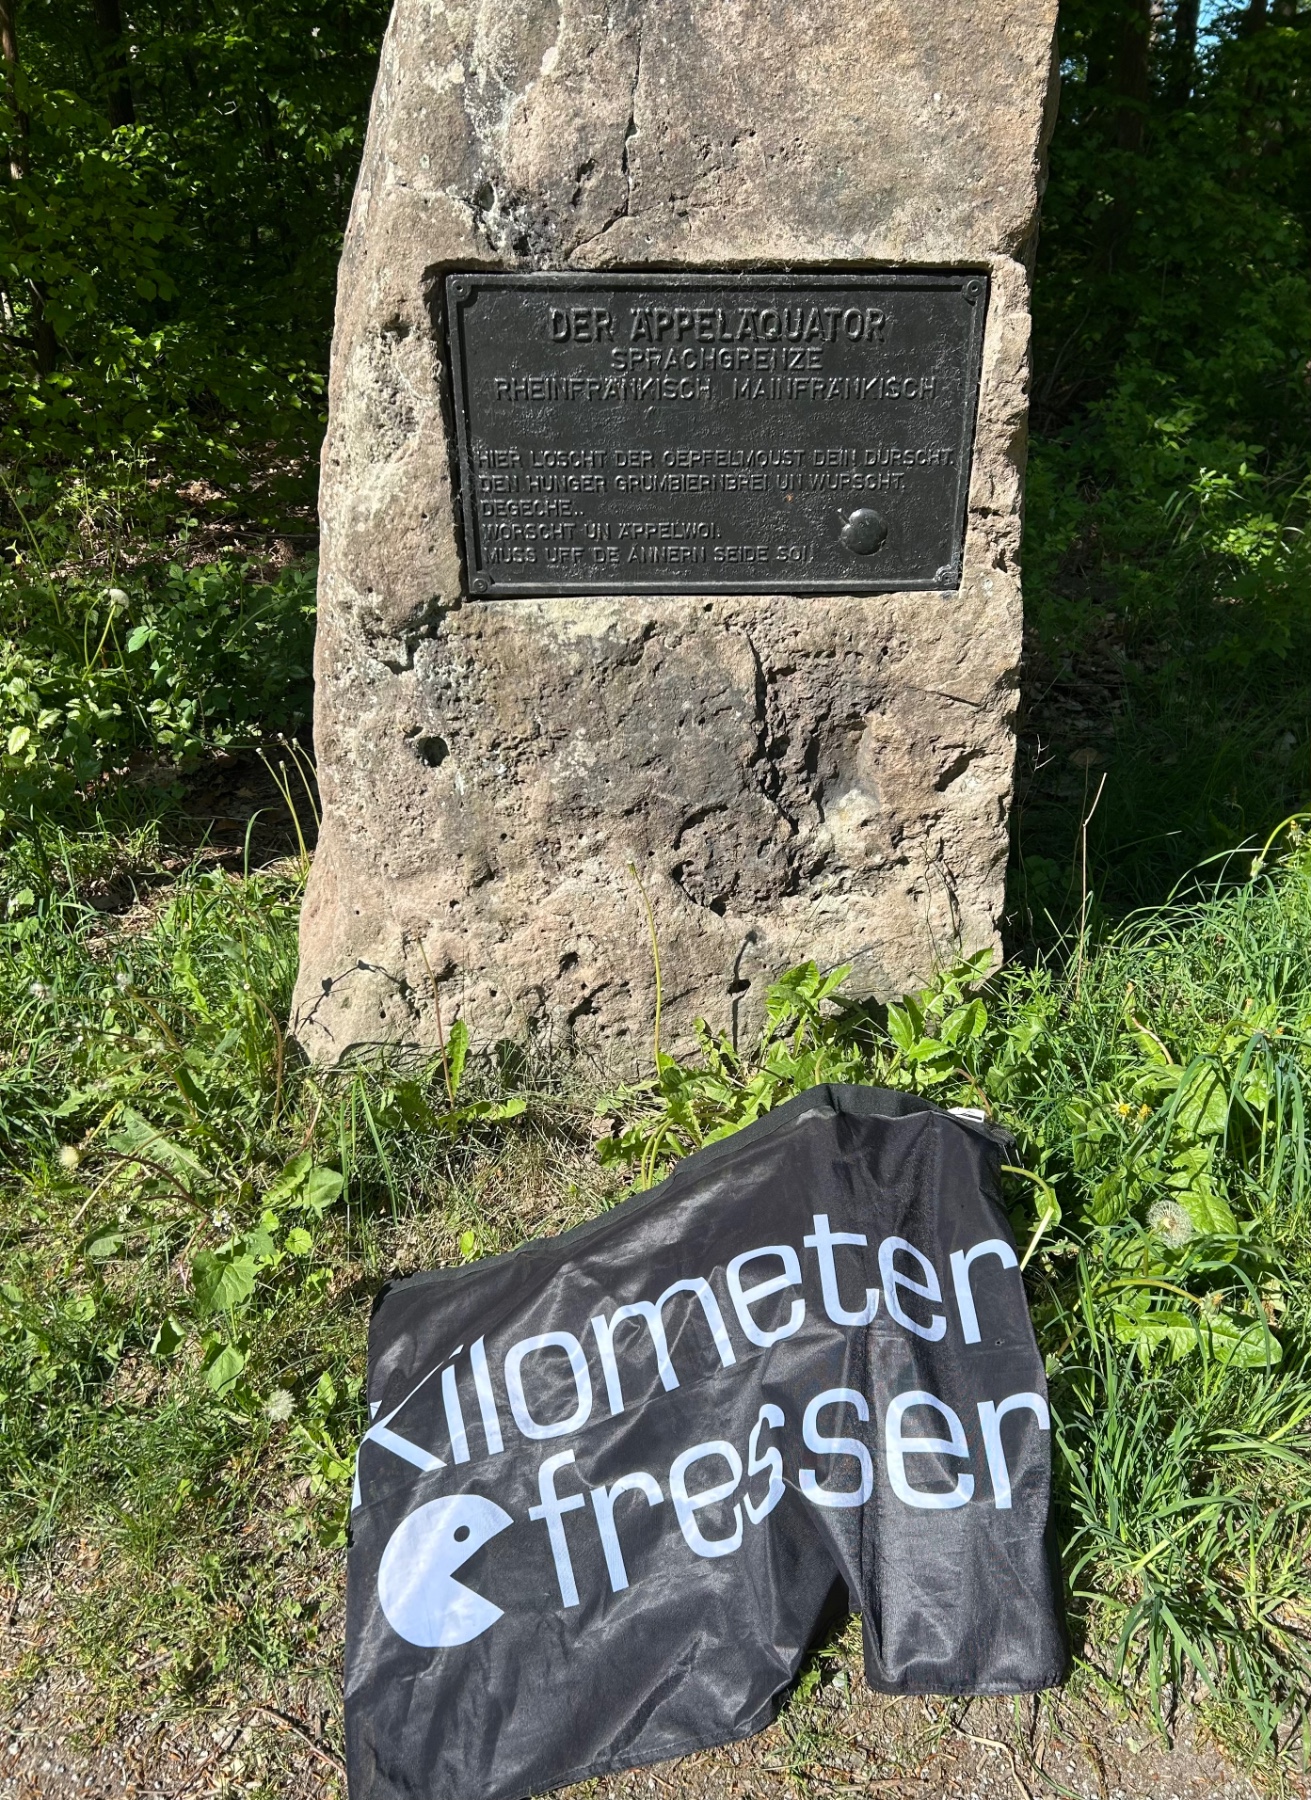 DER ÄPPELÄQUATOR
SPRACHGRENZE
RHEINFRÄNKISCH MAINFRÄNKISCH
HIER LÖSCHT DER OEPFELMOUST DEIN DURSCHT.
DEN HUNGER GRUMBIERNBREI UN WURSCHT.
DEGECHE..
WORSCHT UN ÄPPELWOI.
MUSS UFF DE ANNERN SEIDE SOI.
Kilometer
fresser